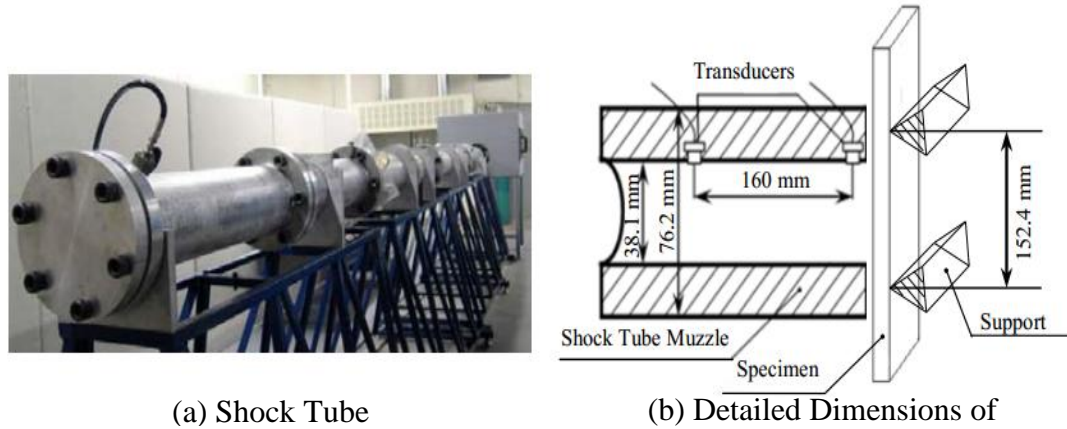 Transducers
160 mm
38.1 mm
76.2 mm
152.4 mm
Shock Tube Muzzle
Specimen
Support
(a) Shock Tube
(b) Detailed Dimensions of